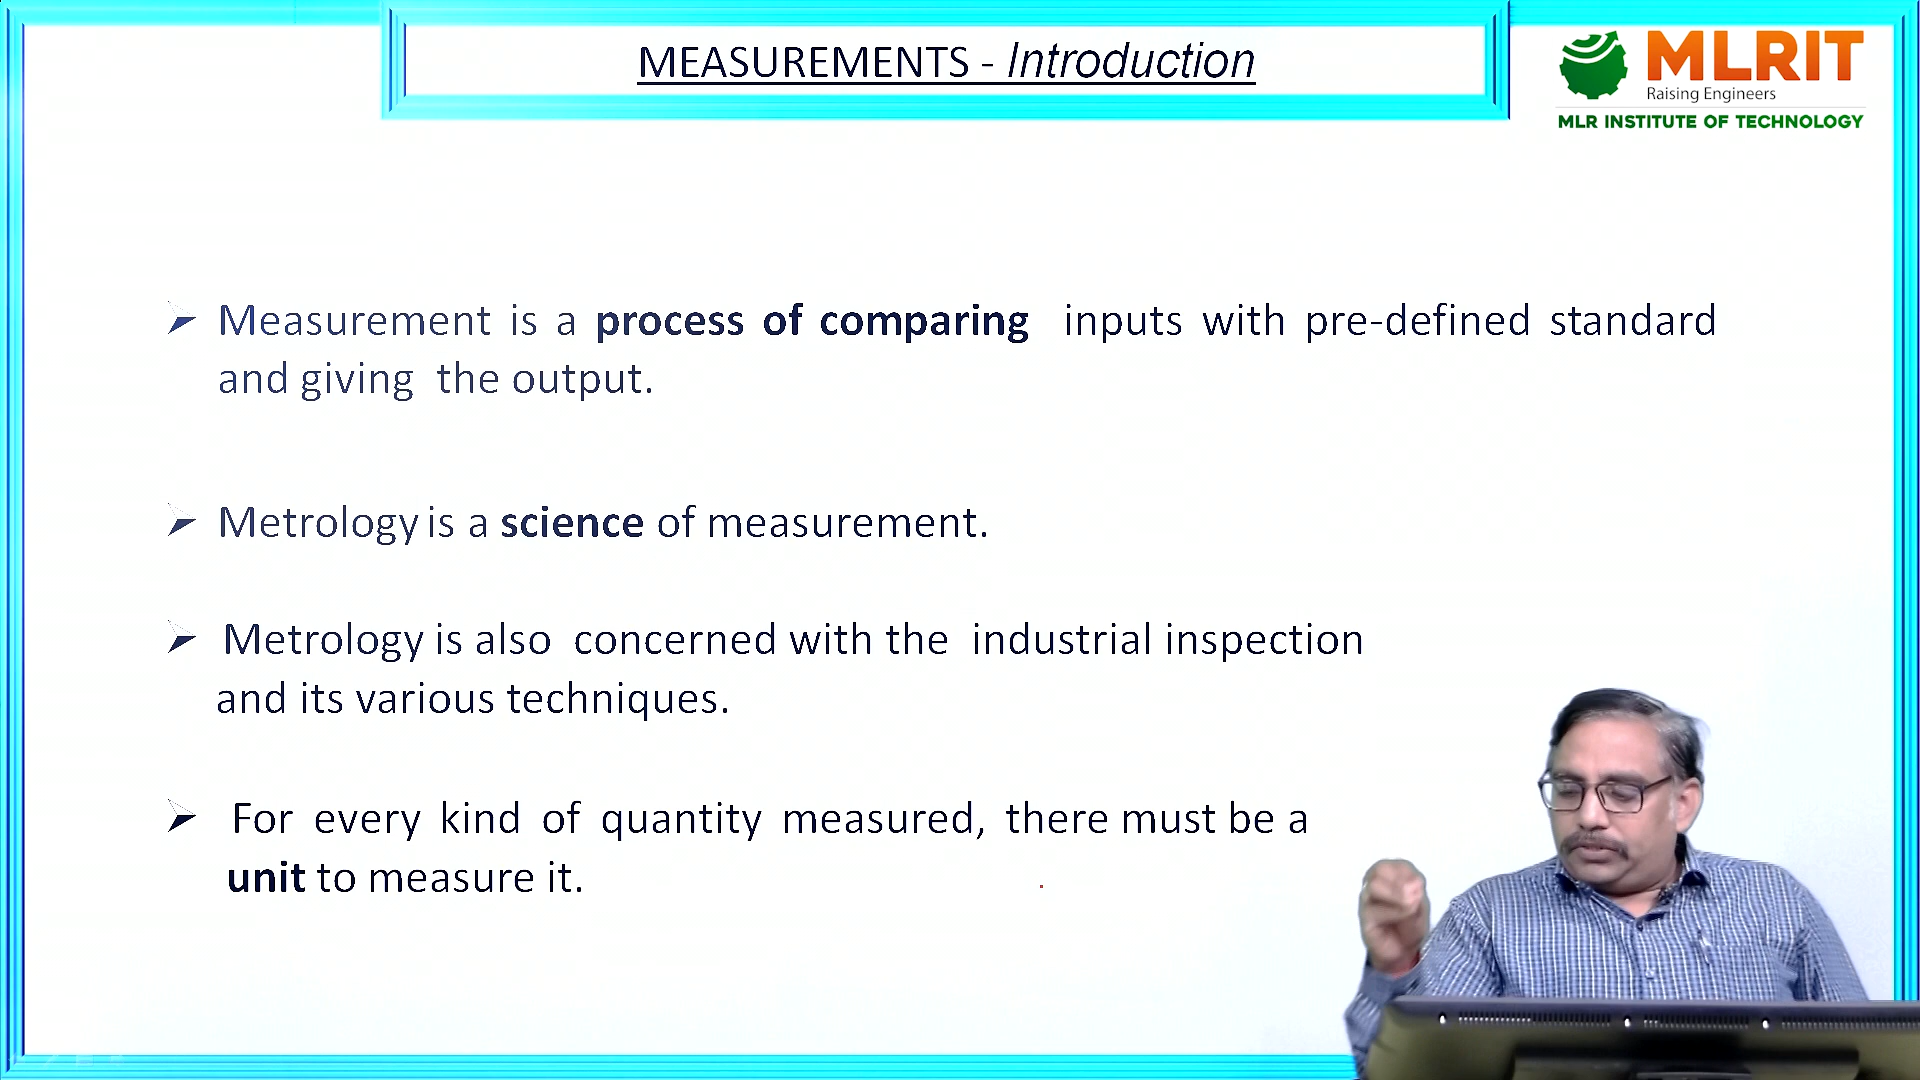 MEASUREMENTS - Introduction
MLRIT
Raising Engineers
MLR INSTITUTE OF TECHNOLOGY
Measurement is a process of comparing inputs with pre-defined standard
and giving the output.
Metrology is a science of measurement.
Metrology is also concerned with the industrial inspection
and its various techniques.
For every kind of quantity measured, there must be a
unit to measure it.